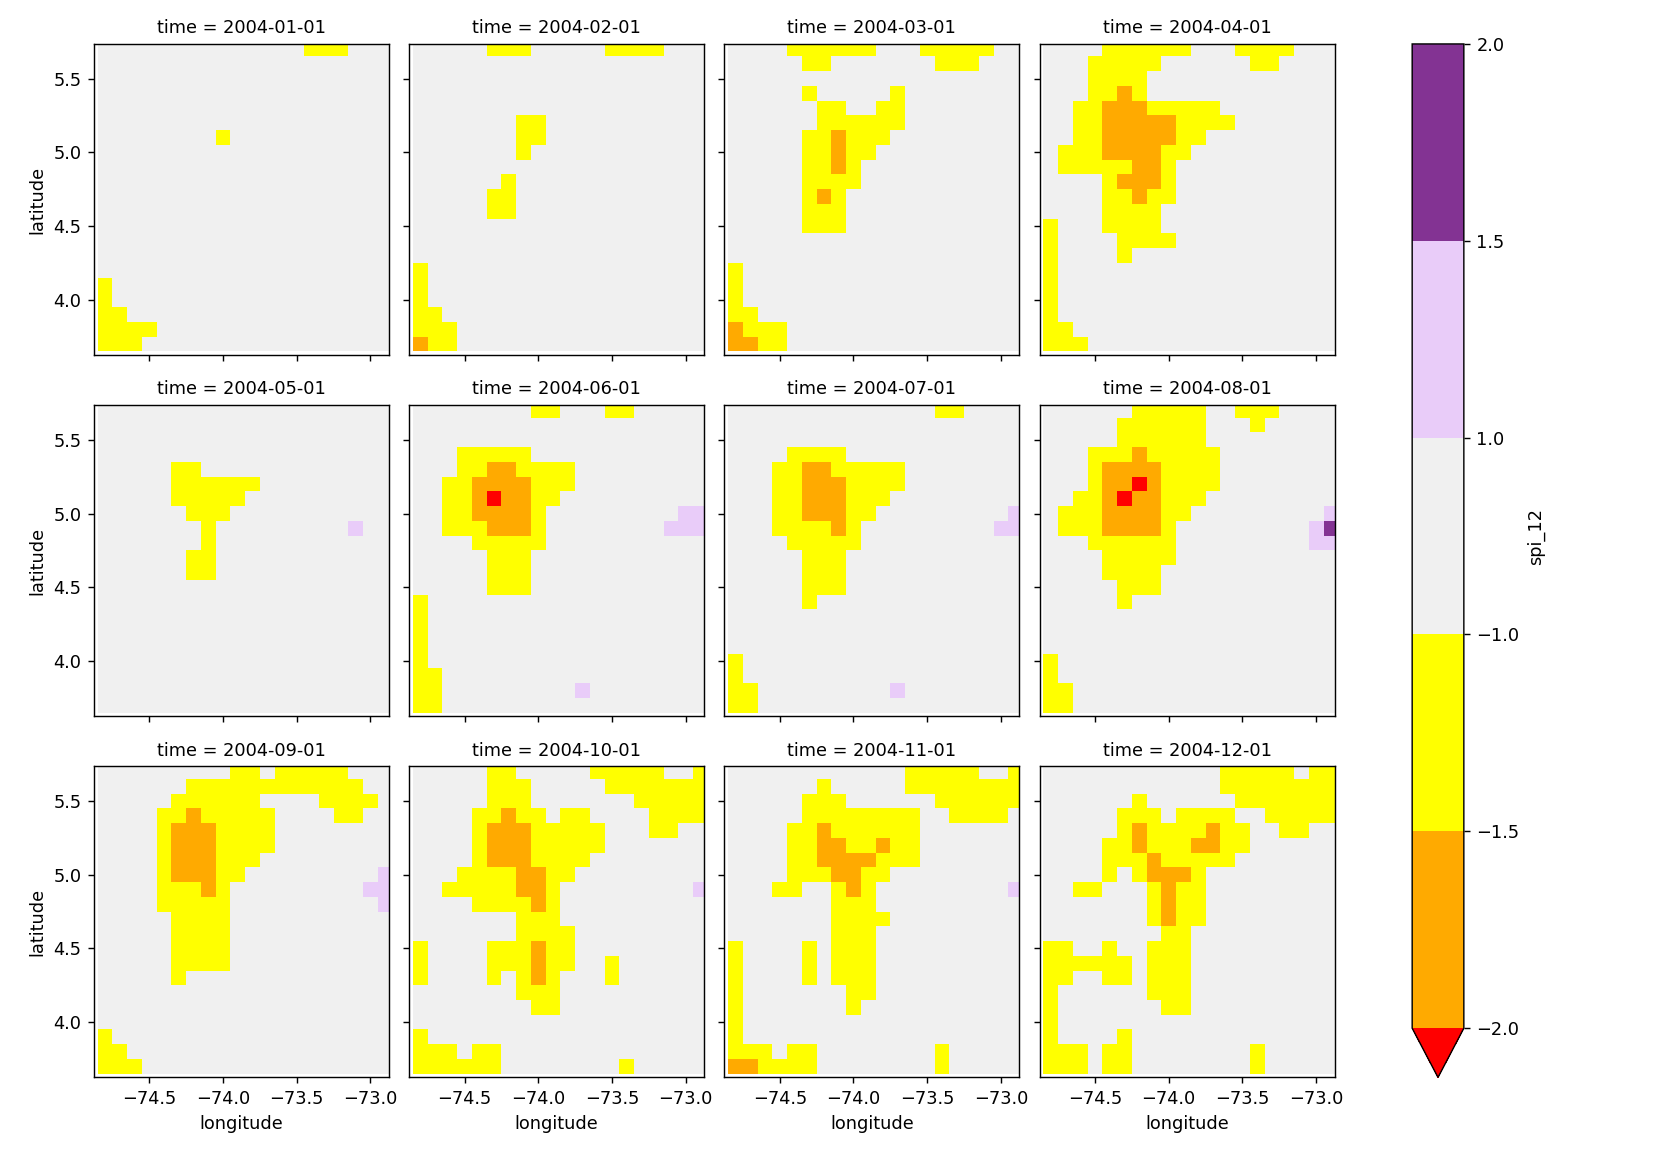 time = 2004-01-01
time = 2004-02-01
time = 2004-03-01
time = 2004-04-01
latitude
5.5
5.0
4.5
4.0
time = 2004-05-01
time = 2004-06-01
time = 2004-07-01
time = 2004-08-01
latitude
5.5
5.0
4.5
4.0
time = 2004-09-01
time = 2004-10-01
time = 2004-11-01
time = 2004-12-01
latitude
5.5
5.0
4.5
4.0
−74.5 −74.0 −73.5 −73.0
−74.5 −74.0 −73.5 −73.0
−74.5 −74.0 −73.5 −73.0
−74.5 −74.0 −73.5 −73.0
longitude
longitude
longitude
longitude
2.0
1.5
1.0
−1.0
−1.5
−2.0
spi_12